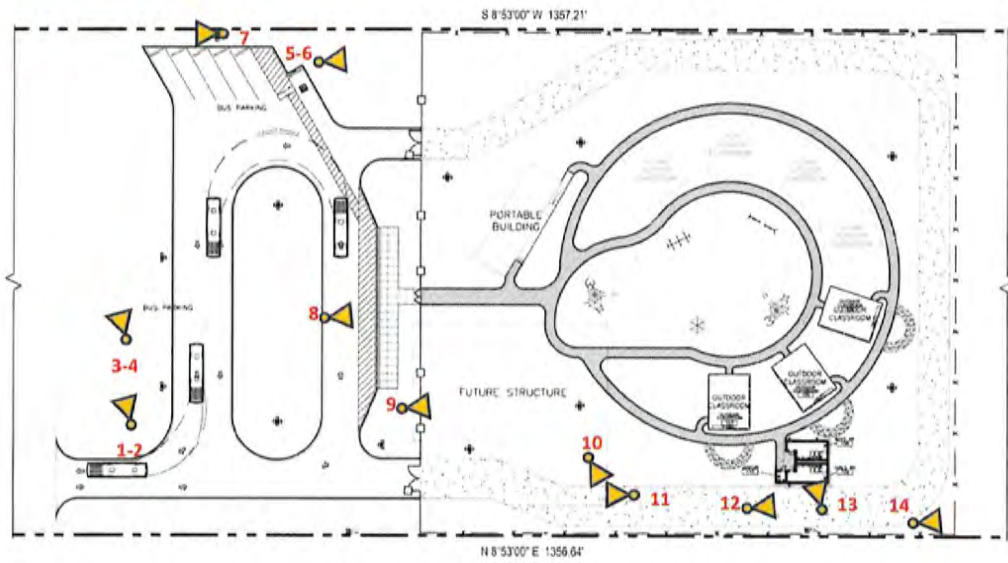 S 8°53'00" W 1357.21'
7
5-6
BUS PARKING
PORTABLE
BUILDING
BUS PARKING
8
3-4
OUTDOOR
CLASSROOM
OUTDOOR
CLASSROOM
9
FUTURE STRUCTURE
OUTDOOR
CLASSROOM
10
1-2
11
12
13
14
N 8°53'00" E 1356.64'